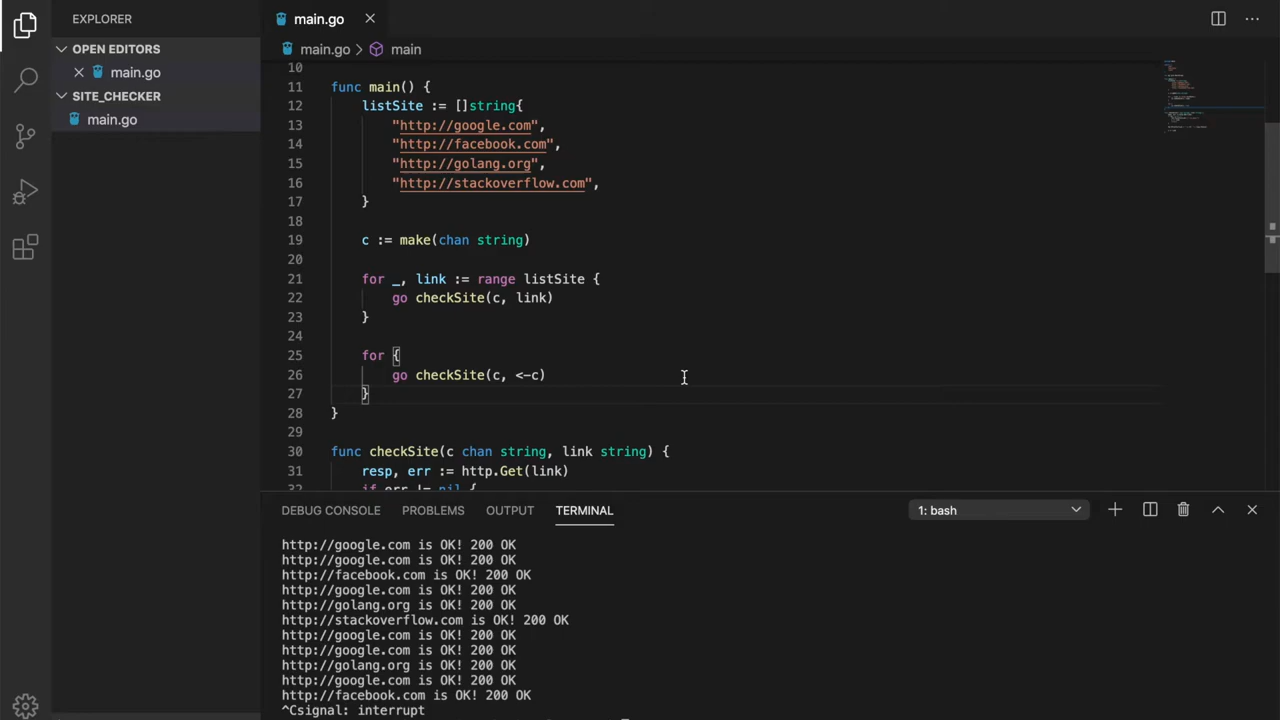 EXPLORER
OPEN EDITORS
main.go
SITE_CHECKER
main.go
main.go
main.go > main
10
11 func main() {
12 listSite := []string{
13 "http://google.com",
14 "http://facebook.com",
15 "http://golang.org",
16 "http://stackoverflow.com",
17 }
18
19 c := make(chan string)
20
21 for _, link := range listSite {
22 go checkSite(c, link)
23 }
24
25 for {
26 go checkSite(c, <-c)
27 }
28 }
29
30 func checkSite(c chan string, link string) {
31 resp, err := http.Get(link)
32 if err != nil {
DEBUG CONSOLE PROBLEMS OUTPUT TERMINAL 1: bash
http://google.com is OK! 200 OK
http://google.com is OK! 200 OK
http://facebook.com is OK! 200 OK
http://google.com is OK! 200 OK
http://golang.org is OK! 200 OK
http://stackoverflow.com is OK! 200 OK
http://google.com is OK! 200 OK
http://google.com is OK! 200 OK
http://golang.org is OK! 200 OK
http://google.com is OK! 200 OK
http://facebook.com is OK! 200 OK
^Csignal: interrupt